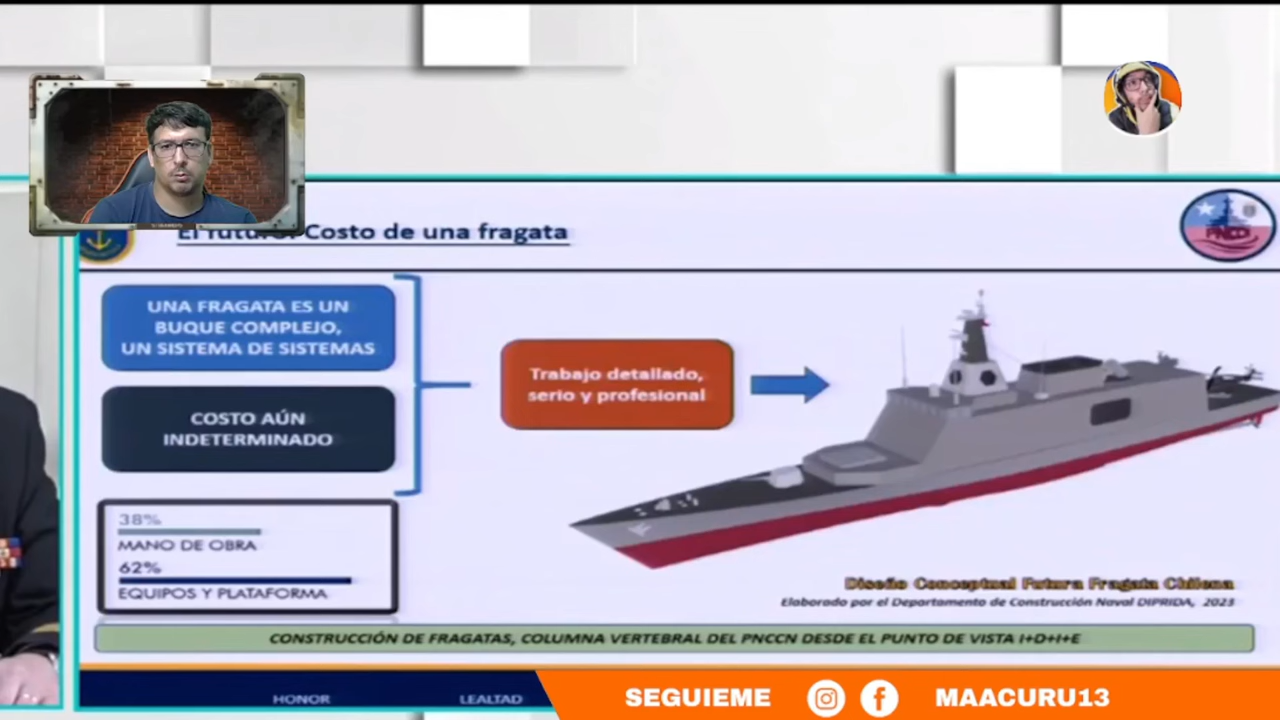 El futuro: Costo de una fragata
PNCCN
UNA FRAGATA ES UN
BUQUE COMPLEJO,
UN SISTEMA DE SISTEMAS
COSTO AÚN
INDETERMINADO
Trabajo detallado,
serio y profesional
38%
MANO DE OBRA
62%
EQUIPOS Y PLATAFORMA
Diseño Conceptual Futura Fragata Chilena
Elaborado por el Departamento de Construcción Naval DIPRIDA, 2023
CONSTRUCCIÓN DE FRAGATAS, COLUMNA VERTEBRAL DEL PNCCN DESDE EL PUNTO DE VISTA I+D+I+E
HONOR
LEALTAD
SEGUIEME
MAACURU13